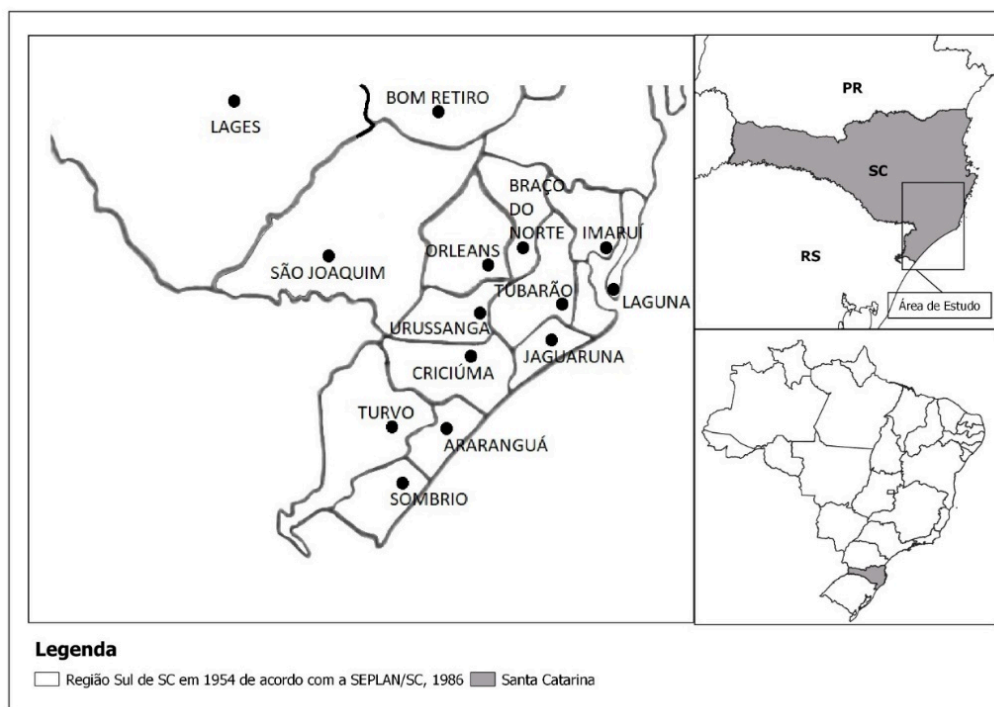 BOM RETIRO
LAGES
BRAÇO
DO
NORTE
IMARUÍ
ORLEANS
SÃO JOAQUIM
TUBARÃO
LAGUNA
URUSSANGA
JAGUARUNA
CRICIÚMA
TURVO
ARARANGUÁ
SOMBRIO
PR
SC
RS
Área de Estudo
Legenda
Região Sul de SC em 1954 de acordo com a SEPLAN/SC, 1986
Santa Catarina